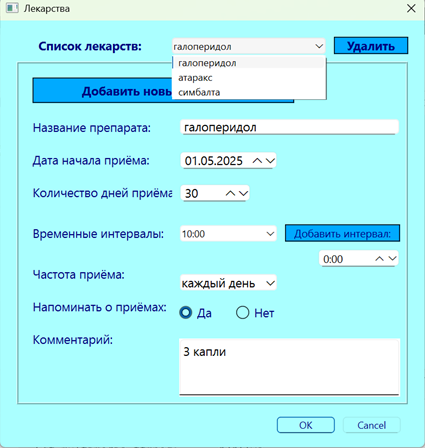 Лекарства
Список лекарств: галоперидол Удалить
галоперидол
атаракс
симбалта
Добавить новы
Название препарата: галоперидол
Дата начала приёма: 01.05.2025
Количество дней приёма 30
Временные интервалы: 10:00 Добавить интервал:
0:00
Частота приёма: каждый день
Напоминать о приёмах: Да Нет
Комментарий: 3 капли
OK Cancel